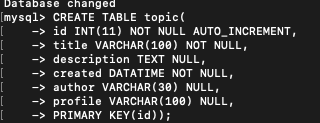 Database changed
mysql> CREATE TABLE topic(
[    -> id INT(11) NOT NULL AUTO_INCREMENT,
[    -> title VARCHAR(100) NOT NULL,
[    -> description TEXT NULL,
[    -> created DATATIME NOT NULL,
[    -> author VARCHAR(30) NULL,
[    -> profile VARCHAR(100) NULL,
[    -> PRIMARY KEY(id));